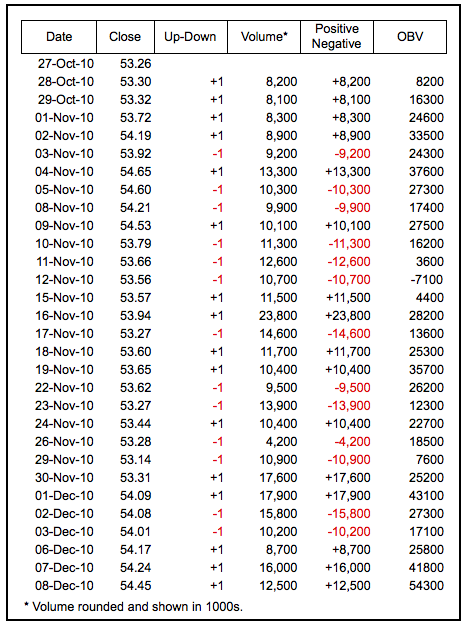 Date Close Up-Down Volume* Positive Negative OBV
27-Oct-10 53.26
28-Oct-10 53.30 +1 8,200 +8,200 8200
29-Oct-10 53.32 +1 8,100 +8,100 16300
01-Nov-10 53.72 +1 8,300 +8,300 24600
02-Nov-10 54.19 +1 8,900 +8,900 33500
03-Nov-10 53.92 -1 9,200 -9,200 24300
04-Nov-10 54.65 +1 13,300 +13,300 37600
05-Nov-10 54.60 -1 10,300 -10,300 27300
08-Nov-10 54.21 -1 9,900 -9,900 17400
09-Nov-10 54.53 +1 10,100 +10,100 27500
10-Nov-10 53.79 -1 11,300 -11,300 16200
11-Nov-10 53.66 -1 12,600 -12,600 3600
12-Nov-10 53.56 -1 10,700 -10,700 -7100
15-Nov-10 53.57 +1 11,500 +11,500 4400
16-Nov-10 53.94 +1 23,800 +23,800 28200
17-Nov-10 53.27 -1 14,600 -14,600 13600
18-Nov-10 53.60 +1 11,700 +11,700 25300
19-Nov-10 53.65 +1 10,400 +10,400 35700
22-Nov-10 53.62 -1 9,500 -9,500 26200
23-Nov-10 53.27 -1 13,900 -13,900 12300
24-Nov-10 53.44 +1 10,400 +10,400 22700
26-Nov-10 53.28 -1 4,200 -4,200 18500
29-Nov-10 53.14 -1 10,900 -10,900 7600
30-Nov-10 53.31 +1 17,600 +17,600 25200
01-Dec-10 54.09 +1 17,900 +17,900 43100
02-Dec-10 54.08 -1 15,800 -15,800 27300
03-Dec-10 54.01 -1 10,200 -10,200 17100
06-Dec-10 54.17 +1 8,700 +8,700 25800
07-Dec-10 54.24 +1 16,000 +16,000 41800
08-Dec-10 54.45 +1 12,500 +12,500 54300
* Volume rounded and shown in 1000s.